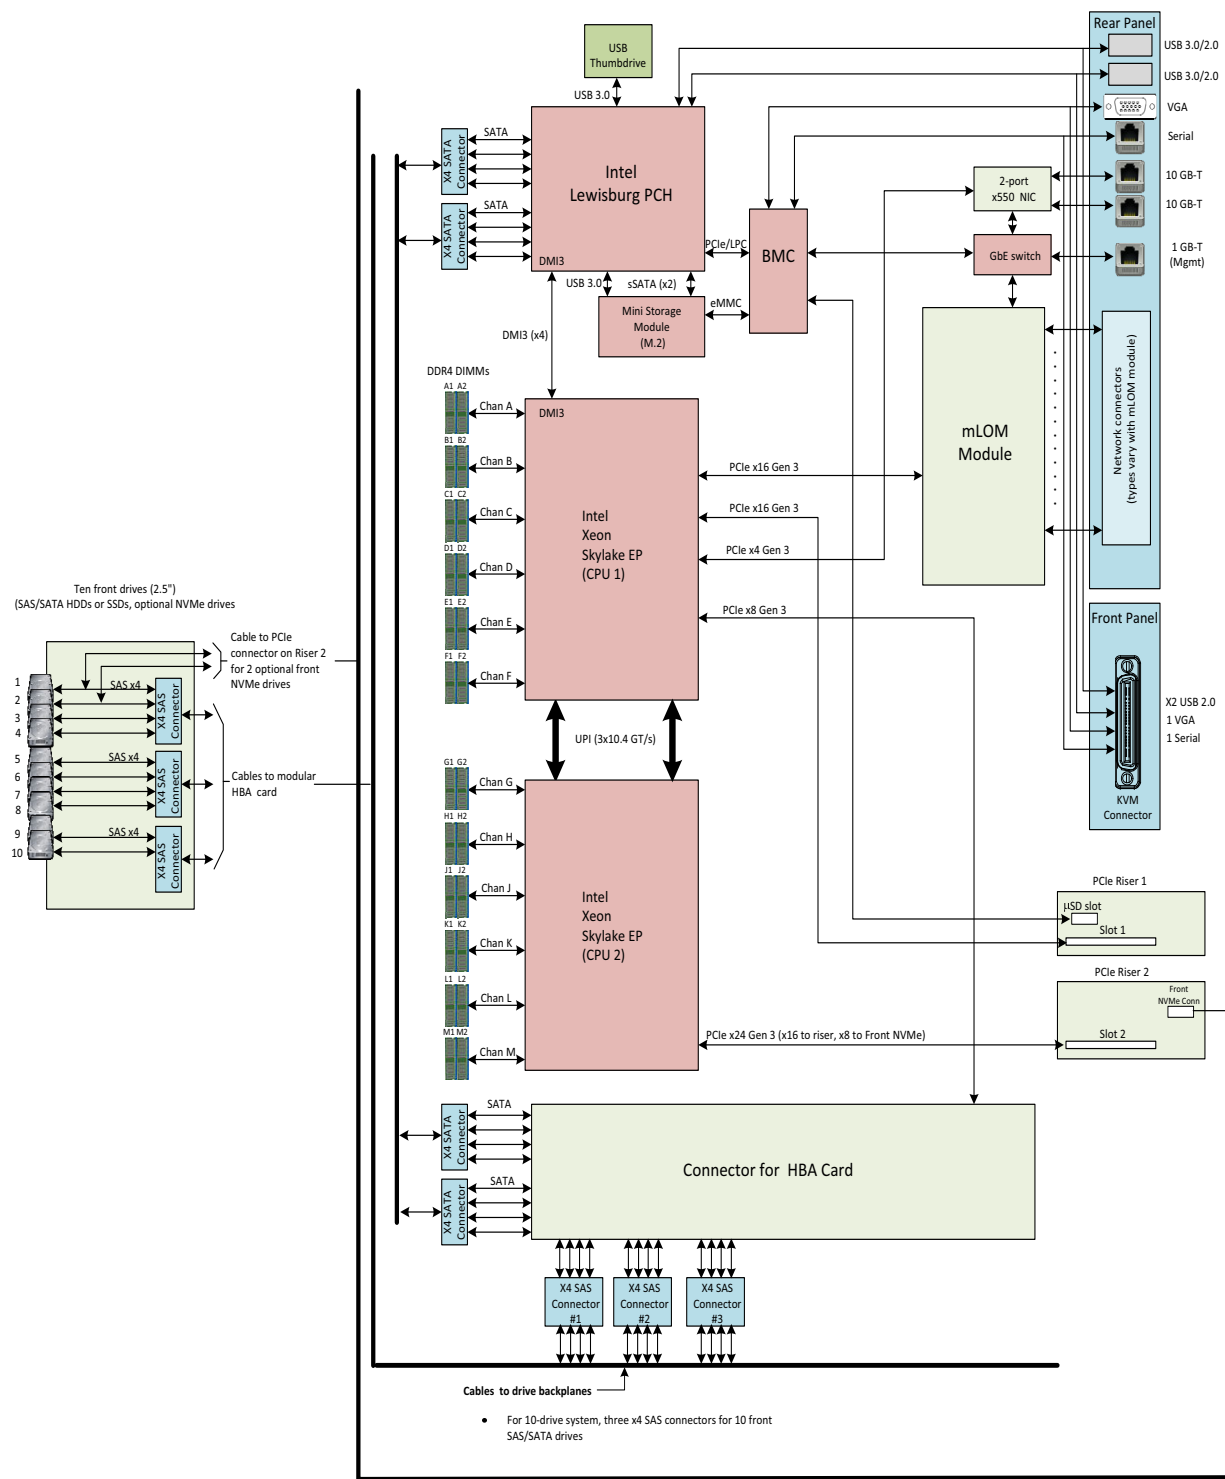 Rear Panel
USB 3.0/2.0
USB 3.0/2.0
VGA
Serial
10 GB-T
10 GB-T
1 GB-T
(Mgmt)
USB
Thumbdrive
USB 3.0
X4 SATA
Connector
SATA
X4 SATA
Connector
SATA
Intel
Lewisburg PCH
DMI3
2-port
x550 NIC
PCIe/LPC
BMC
GbE switch
USB 3.0
sSATA (x2)
eMMC
Mini Storage
Module
(M.2)
DMI3 (x4)
mLOM
Module
Network connectors
(types vary with mLOM module)
DDR4 DIMMs
A1 A2
Chan A
B1 B2
Chan B
C1 C2
Chan C
D1 D2
Chan D
E1 E2
Chan E
F1 F2
Chan F
DMI3
Intel
Xeon
Skylake EP
(CPU 1)
PCIe x16 Gen 3
PCIe x16 Gen 3
PCIe x4 Gen 3
PCIe x8 Gen 3
Ten front drives (2.5")
(SAS/SATA HDDs or SSDs, optional NVMe drives
Cable to PCIe
connector on Riser 2
for 2 optional front
NVMe drives
1
2
3
4
5
6
7
8
9
10
SAS x4
X4 SAS
Connector
SAS x4
X4 SAS
Connector
SAS x4
X4 SAS
Connector
Cables to modular
HBA card
Front Panel
X2 USB 2.0
1 VGA
1 Serial
KVM
Connector
UPI (3x10.4 GT/s)
G1 G2
Chan G
H1 H2
Chan H
J1 J2
Chan J
K1 K2
Chan K
L1 L2
Chan L
M1 M2
Chan M
Intel
Xeon
Skylake EP
(CPU 2)
PCIe x24 Gen 3 (x16 to riser, x8 to Front NVMe)
PCIe Riser 1
µSD slot
Slot 1
PCIe Riser 2
Front
NVMe Conn
Slot 2
X4 SATA
Connector
SATA
X4 SATA
Connector
SATA
Connector for HBA Card
X4 SAS
Connector
#1
X4 SAS
Connector
#2
X4 SAS
Connector
#3
Cables to drive backplanes
• For 10-drive system, three x4 SAS connectors for 10 front
SAS/SATA drives